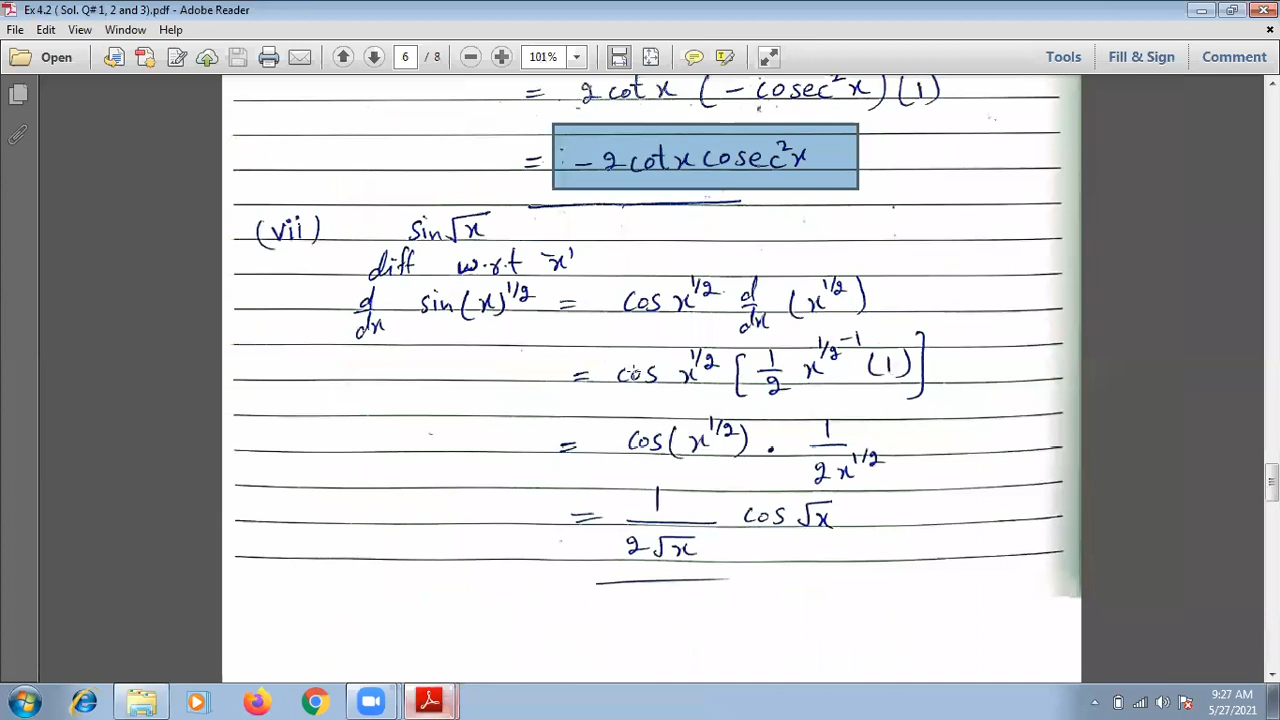 Ex 4.2 ( Sol. Q# 1, 2 and 3).pdf - Adobe Reader
File Edit View Window Help
Open 6 / 8 101% Tools Fill & Sign Comment
= 2 cot x (- cosec²x) (1)
= - 2 cot x cosec²x
(vii) sin√x
diff w.r.t 'x'
d/dx sin(x)^1/2 = cos x^1/2 . d/dx (x^1/2)
= cos x^1/2 [1/2 x^1/2-1 (1)]
= cos(x^1/2) . 1/2x^1/2
= 1/2√x cos √x
9:27 AM
5/27/2021